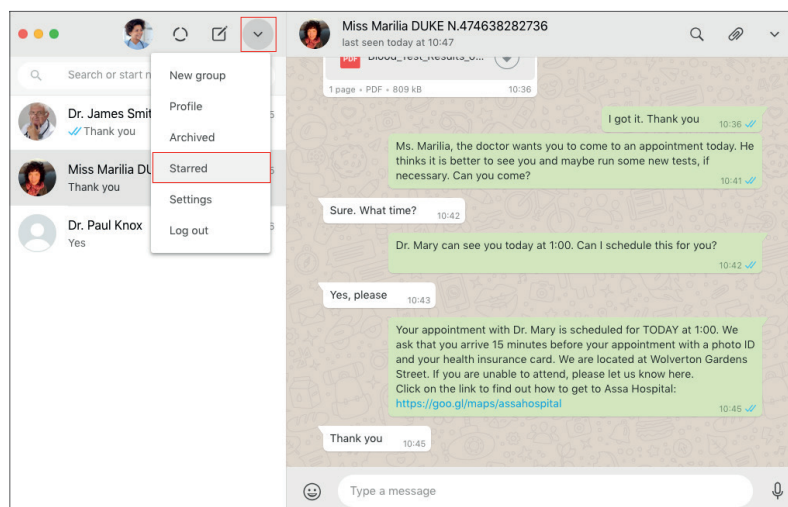 Search or start n
New group
Profile
Archived
Starred
Settings
Log out
Dr. James Smit
Thank you
Miss Marilia DU
Thank you
Dr. Paul Knox
Yes
Miss Marilia DUKE N.474638282736
last seen today at 10:47
PDF
Blood_Test_Results_0...
1 page • PDF • 809 kB 10:36
I got it. Thank you 10:36
Ms. Marilia, the doctor wants you to come to an appointment today. He
thinks it is better to see you and maybe run some new tests, if
necessary. Can you come?
10:41
Sure. What time? 10:42
Dr. Mary can see you today at 1:00. Can I schedule this for you?
10:42
Yes, please 10:43
Your appointment with Dr. Mary is scheduled for TODAY at 1:00. We
ask that you arrive 15 minutes before your appointment with a photo ID
and your health insurance card. We are located at Wolverton Gardens
Street. If you are unable to attend, please let us know here.
Click on the link to find out how to get to Assa Hospital:
https://goo.gl/maps/assahospital
10:45
Thank you 10:45
Type a message